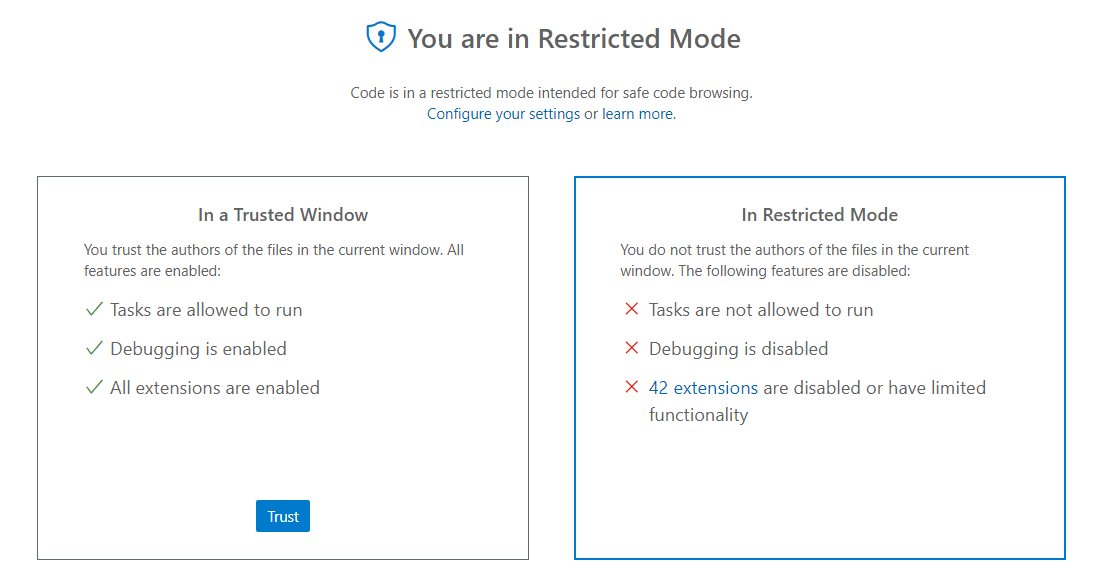 You are in Restricted Mode
Code is in a restricted mode intended for safe code browsing.
Configure your settings or learn more.
In a Trusted Window
You trust the authors of the files in the current window. All
features are enabled:
Tasks are allowed to run
Debugging is enabled
All extensions are enabled
Trust
In Restricted Mode
You do not trust the authors of the files in the current
window. The following features are disabled:
Tasks are not allowed to run
Debugging is disabled
42 extensions are disabled or have limited
functionality